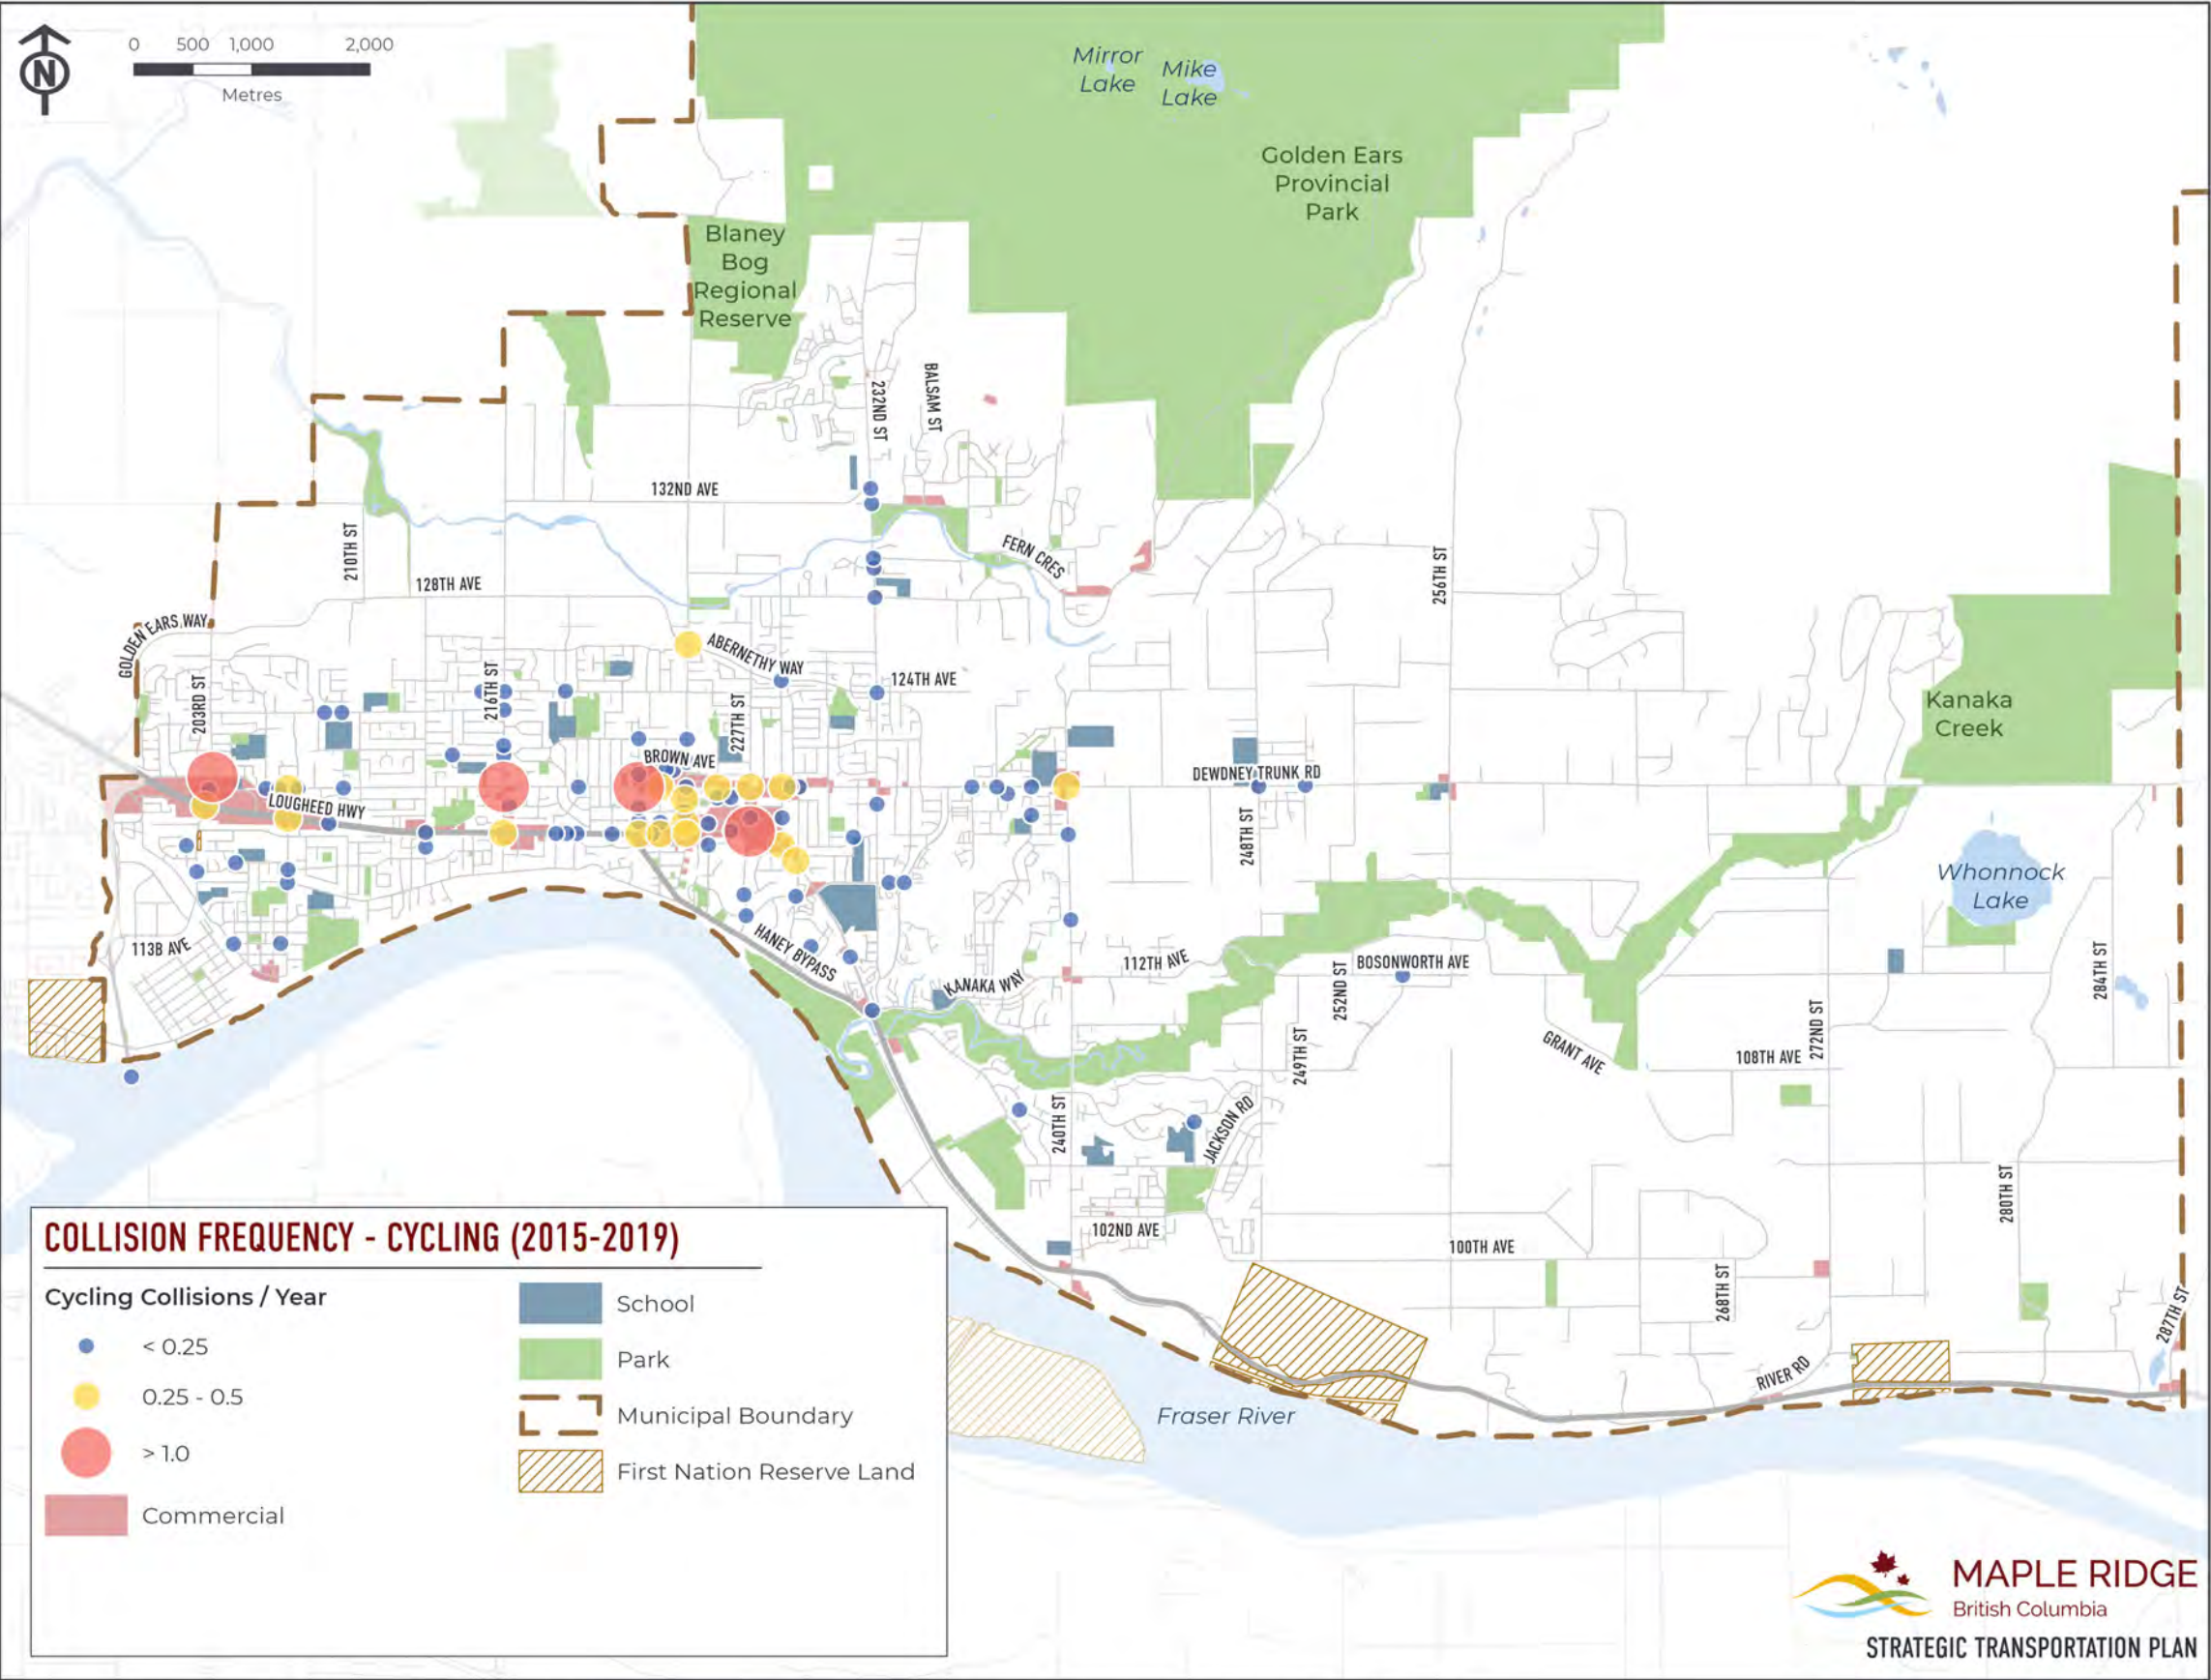 N
0 500 1,000 2,000
Metres
Mirror
Lake
Mike
Lake
Golden Ears
Provincial
Park
Blaney
Bog
Regional
Reserve
232ND ST
BALSAM ST
132ND AVE
210TH ST
FERN CRES
256TH ST
128TH AVE
GOLDEN EARS WAY
ABERNETHY WAY
203RD ST
216TH ST
124TH AVE
227TH ST
Kanaka
Creek
BROWN AVE
DEWDNEY TRUNK RD
LOUGHEED HWY
248TH ST
Whonnock
Lake
113B AVE
HANEY BYPASS
KANAKA WAY
112TH AVE
252ND ST
BOSONWORTH AVE
284TH ST
249TH ST
GRANT AVE
108TH AVE
272ND ST
240TH ST
JACKSON RD
280TH ST
102ND AVE
100TH AVE
268TH ST
287TH ST
RIVER RD
Fraser River
COLLISION FREQUENCY - CYCLING (2015-2019)
Cycling Collisions / Year
< 0.25
0.25 - 0.5
> 1.0
Commercial
School
Park
Municipal Boundary
First Nation Reserve Land
MAPLE RIDGE
British Columbia
STRATEGIC TRANSPORTATION PLAN